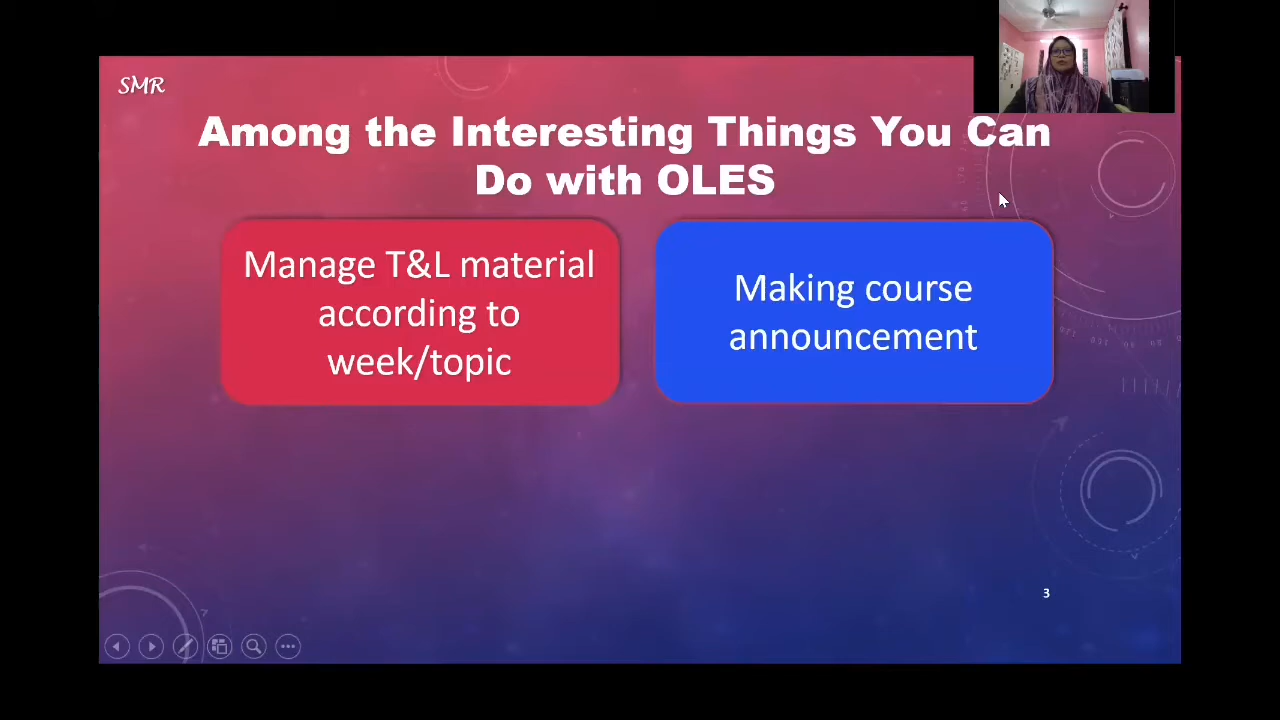 SMR
Among the Interesting Things You Can
Do with OLES
Manage T&L material
according to
week/topic
Making course
announcement
3